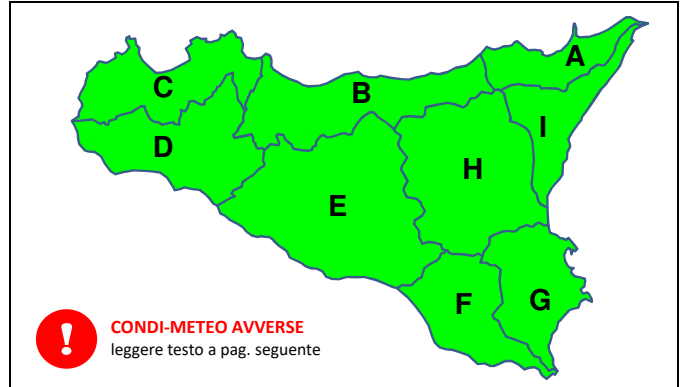 A
C
B
I
D
H
E
F
G
!
CONDI-METEO AVVERSE
leggere testo a pag. seguente